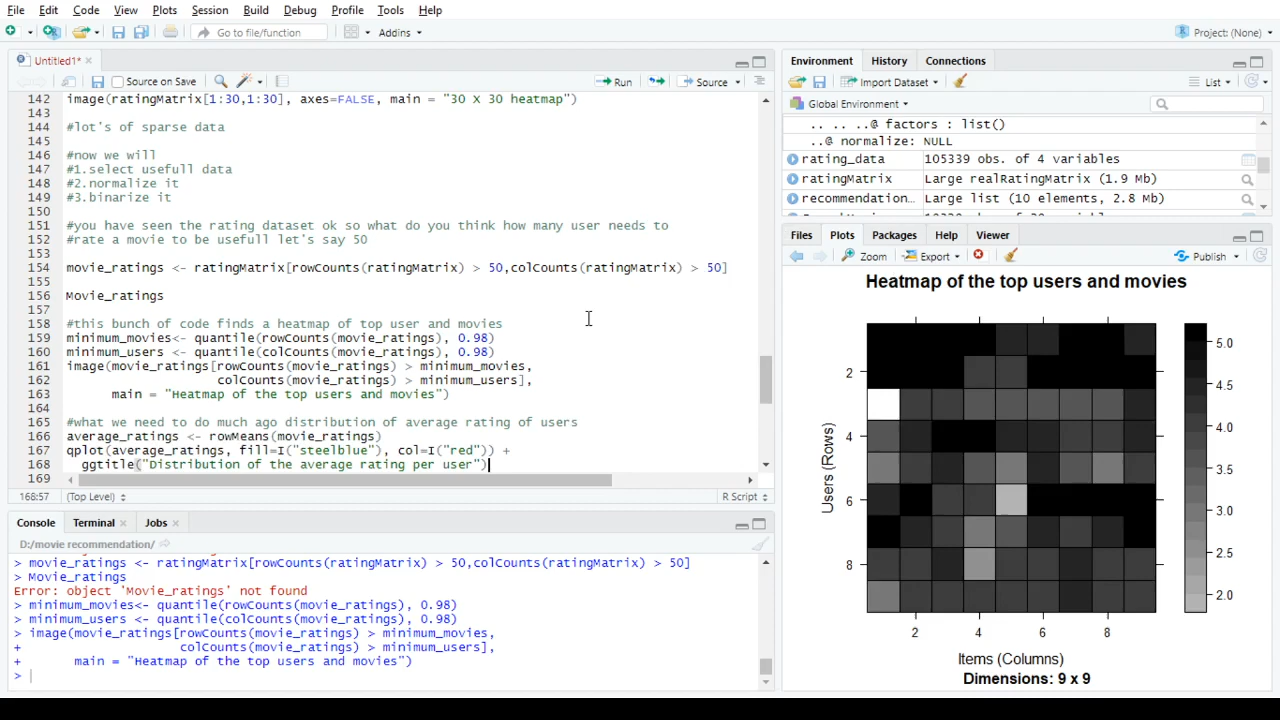 File Edit Code View Plots Session Build Debug Profile Tools Help
Go to file/function Addins Project: (None)
Untitled1*
Source on Save Run Source
142 image(ratingMatrix[1:30,1:30], axes=FALSE, main = "30 X 30 heatmap")
143
144 #lot's of sparse data
145
146 #now we will
147 #1.select usefull data
148 #2.normalize it
149 #3.binarize it
150
151 #you have seen the rating dataset ok so what do you think how many user needs to
152 #rate a movie to be usefull let's say 50
153
154 movie_ratings <- ratingMatrix[rowCounts(ratingMatrix) > 50,colCounts(ratingMatrix) > 50]
155
156 Movie_ratings
157
158 #this bunch of code finds a heatmap of top user and movies
159 minimum_movies<- quantile(rowCounts(movie_ratings), 0.98)
160 minimum_users <- quantile(colCounts(movie_ratings), 0.98)
161 image(movie_ratings[rowCounts(movie_ratings) > minimum_movies,
162 colCounts(movie_ratings) > minimum_users],
163 main = "Heatmap of the top users and movies")
164
165 #what we need to do much ago distribution of average rating of users
166 average_ratings <- rowMeans(movie_ratings)
167 qplot(average_ratings, fill=I("steelblue"), col=I("red")) +
168 ggtitle("Distribution of the average rating per user")
169
168:57 (Top Level) R Script
Console Terminal Jobs
D:/movie recommendation/
> movie_ratings <- ratingMatrix[rowCounts(ratingMatrix) > 50,colCounts(ratingMatrix) > 50]
> Movie_ratings
Error: object 'Movie_ratings' not found
> minimum_movies<- quantile(rowCounts(movie_ratings), 0.98)
> minimum_users <- quantile(colCounts(movie_ratings), 0.98)
> image(movie_ratings[rowCounts(movie_ratings) > minimum_movies,
+ colCounts(movie_ratings) > minimum_users],
+ main = "Heatmap of the top users and movies")
>
Environment History Connections
Import Dataset List
Global Environment
.. .. ..@ factors : list()
..@ normalize: NULL
rating_data 105339 obs. of 4 variables
ratingMatrix Large realRatingMatrix (1.9 Mb)
recommendation… Large list (10 elements, 2.8 Mb)
Files Plots Packages Help Viewer
Zoom Export Publish
Heatmap of the top users and movies
Users (Rows)
2
4
6
8
2 4 6 8
Items (Columns)
Dimensions: 9 x 9
5.0
4.5
4.0
3.5
3.0
2.5
2.0